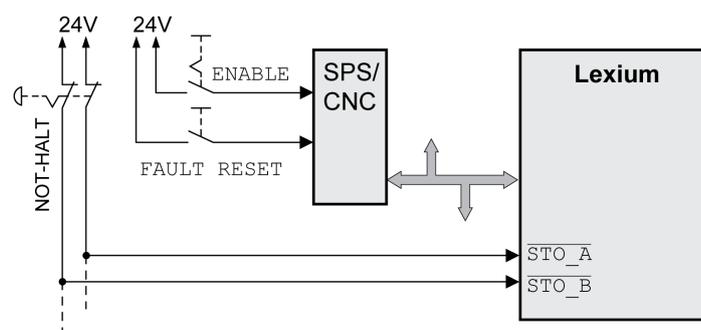 24V 24V
ENABLE
SPS/
CNC
Lexium
NOT-HALT
FAULT RESET
STO_A
STO_B